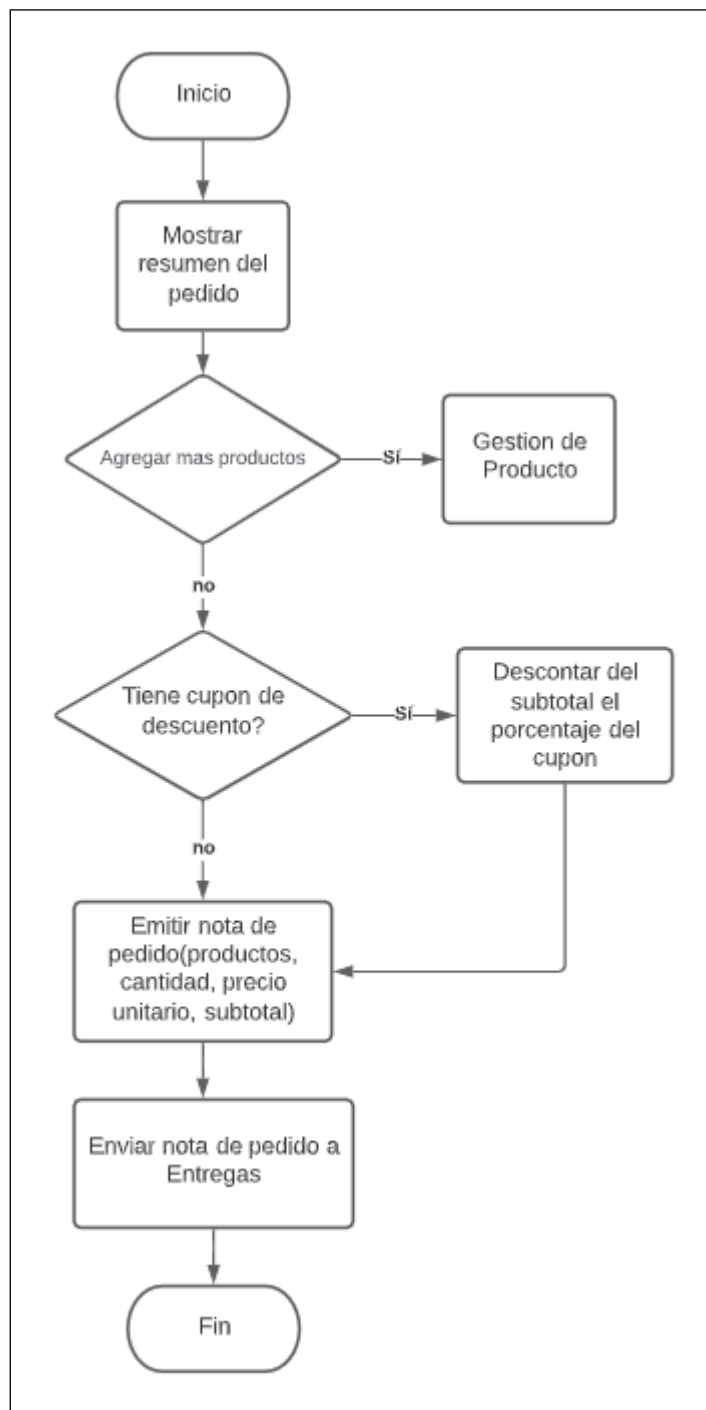 Inicio
Mostrar
resumen del
pedido
Agregar mas productos
Sí
Gestion de
Producto
no
Tiene cupon de
descuento?
Sí
Descontar del
subtotal el
porcentaje del
cupon
no
Emitir nota de
pedido(productos,
cantidad, precio
unitario, subtotal)
Enviar nota de pedido a
Entregas
Fin